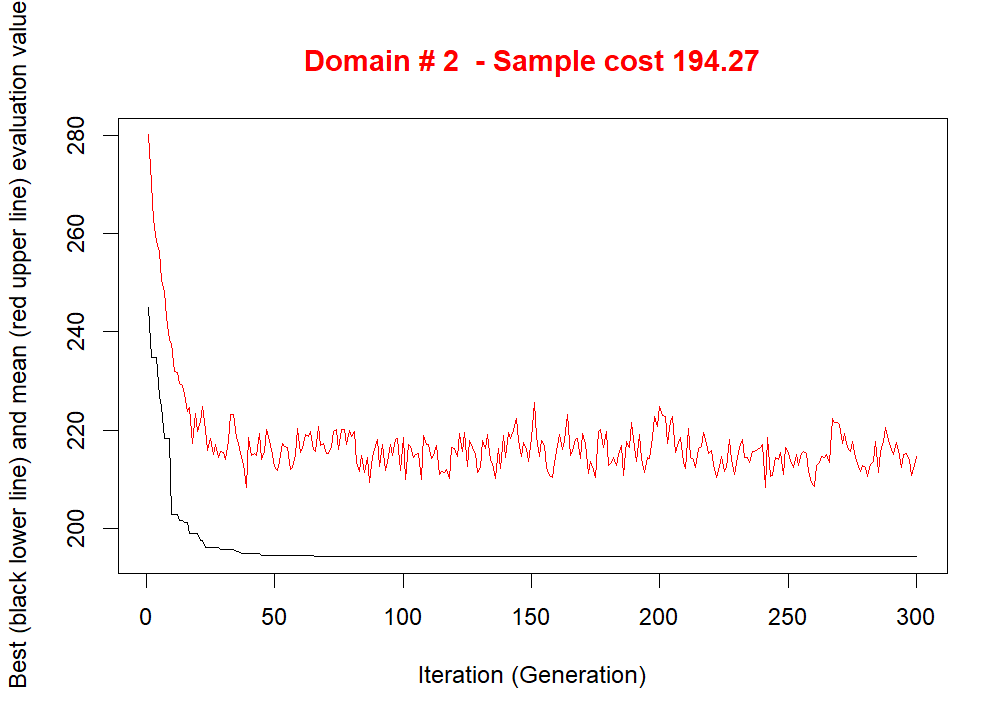 Domain # 2  - Sample cost 194.27
Best (black lower line) and mean (red upper line) evaluation value
280
260
240
220
200
0 50 100 150 200 250 300
Iteration (Generation)